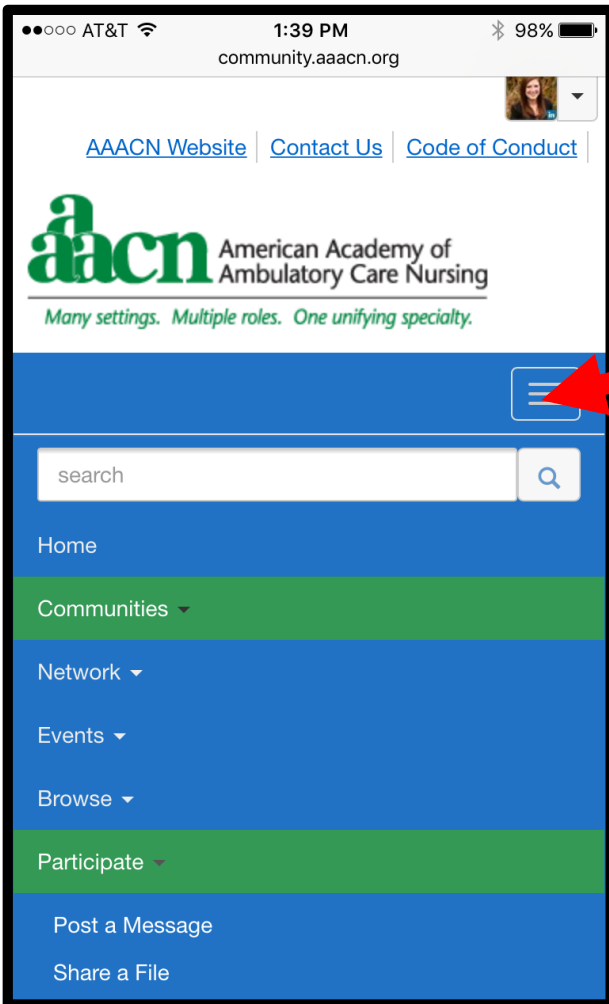 AT&T 1:39 PM 98%
community.aaacn.org
in
AAACN Website Contact Us Code of Conduct
aaacn American Academy of
Ambulatory Care Nursing
Many settings. Multiple roles. One unifying specialty.
search
Home
Communities
Network
Events
Browse
Participate
Post a Message
Share a File